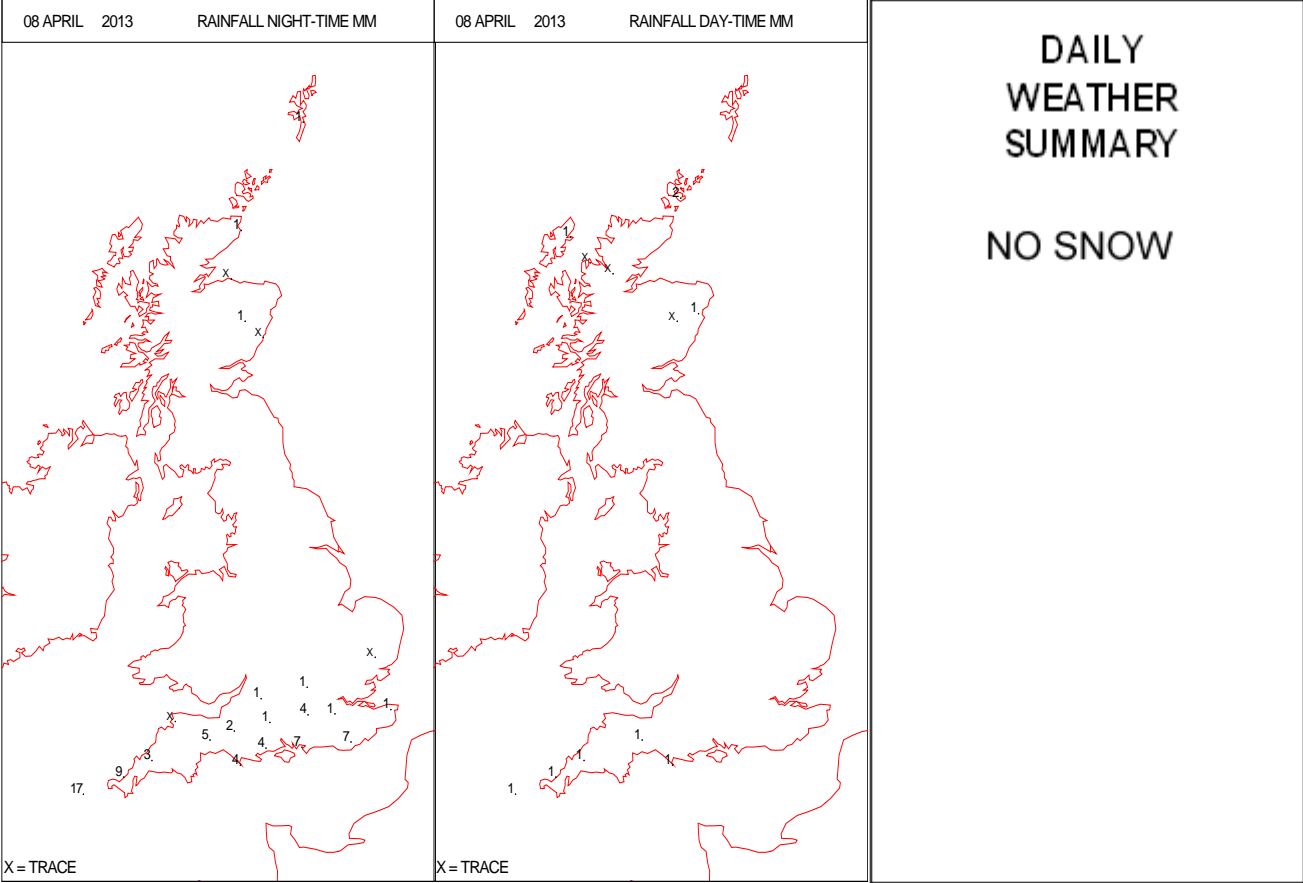 08 APRIL 2013 RAINFALL NIGHT-TIME MM
1.
1.
X.
1.
X.
X.
1.
1.
1.
4.
1.
1.
X.
2.
5.
4.
7.
7.
3.
4.
9.
17.
X = TRACE
08 APRIL 2013 RAINFALL DAY-TIME MM
2.
1.
X.
X.
1.
X.
1.
1.
1.
1.
1.
X = TRACE
DAILY
WEATHER
SUMMARY
NO SNOW